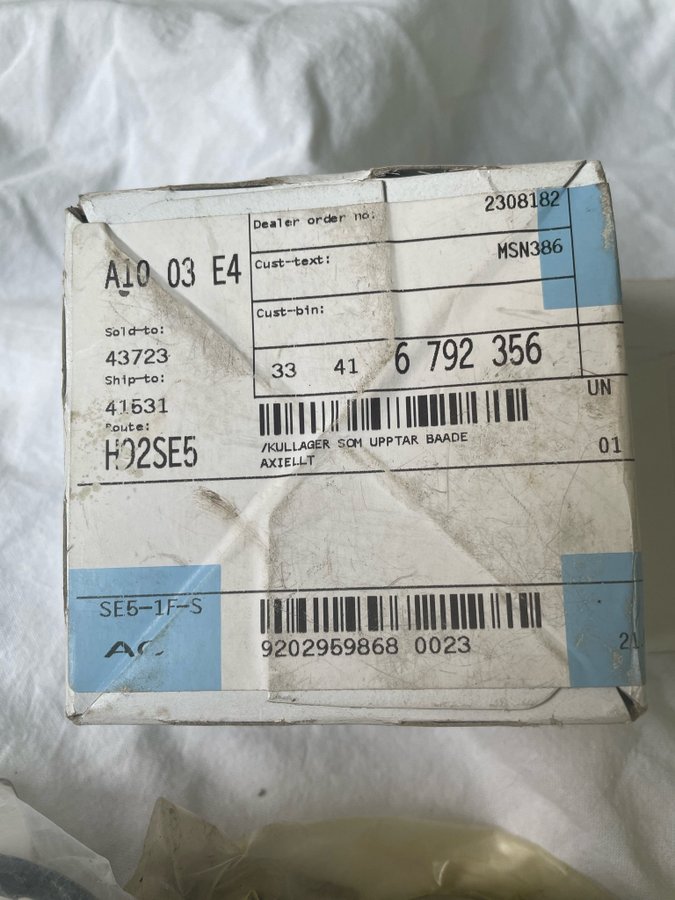 A10 03 E4
Dealer order no: 2308182
Cust-text: MSN386
Cust-bin:
Sold-to:
43723
Ship-to:
41531
Route:
H02SE5
33 41 6 792 356
UN
/KULLAGER SOM UPPTAR BAADE
AXIELLT
01
SE5-1F-S
9202959868 0023